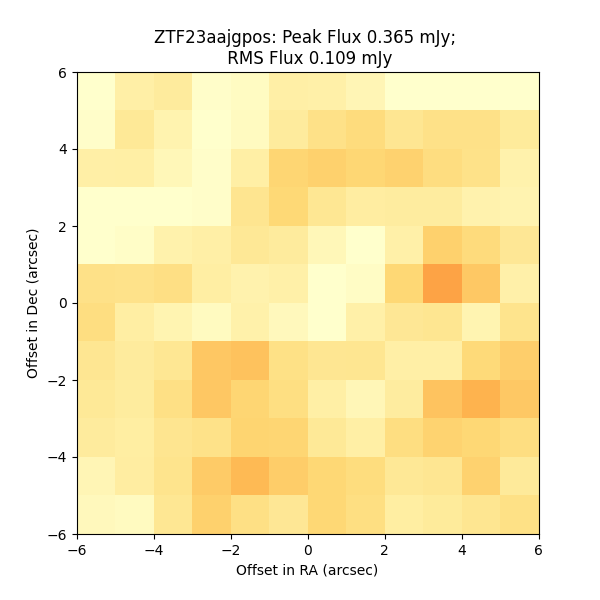 ZTF23aajgpos: Peak Flux 0.365 mJy;
RMS Flux 0.109 mJy
6
4
2
0
−2
−4
−6
Offset in Dec (arcsec)
−6 −4 −2 0 2 4 6
Offset in RA (arcsec)